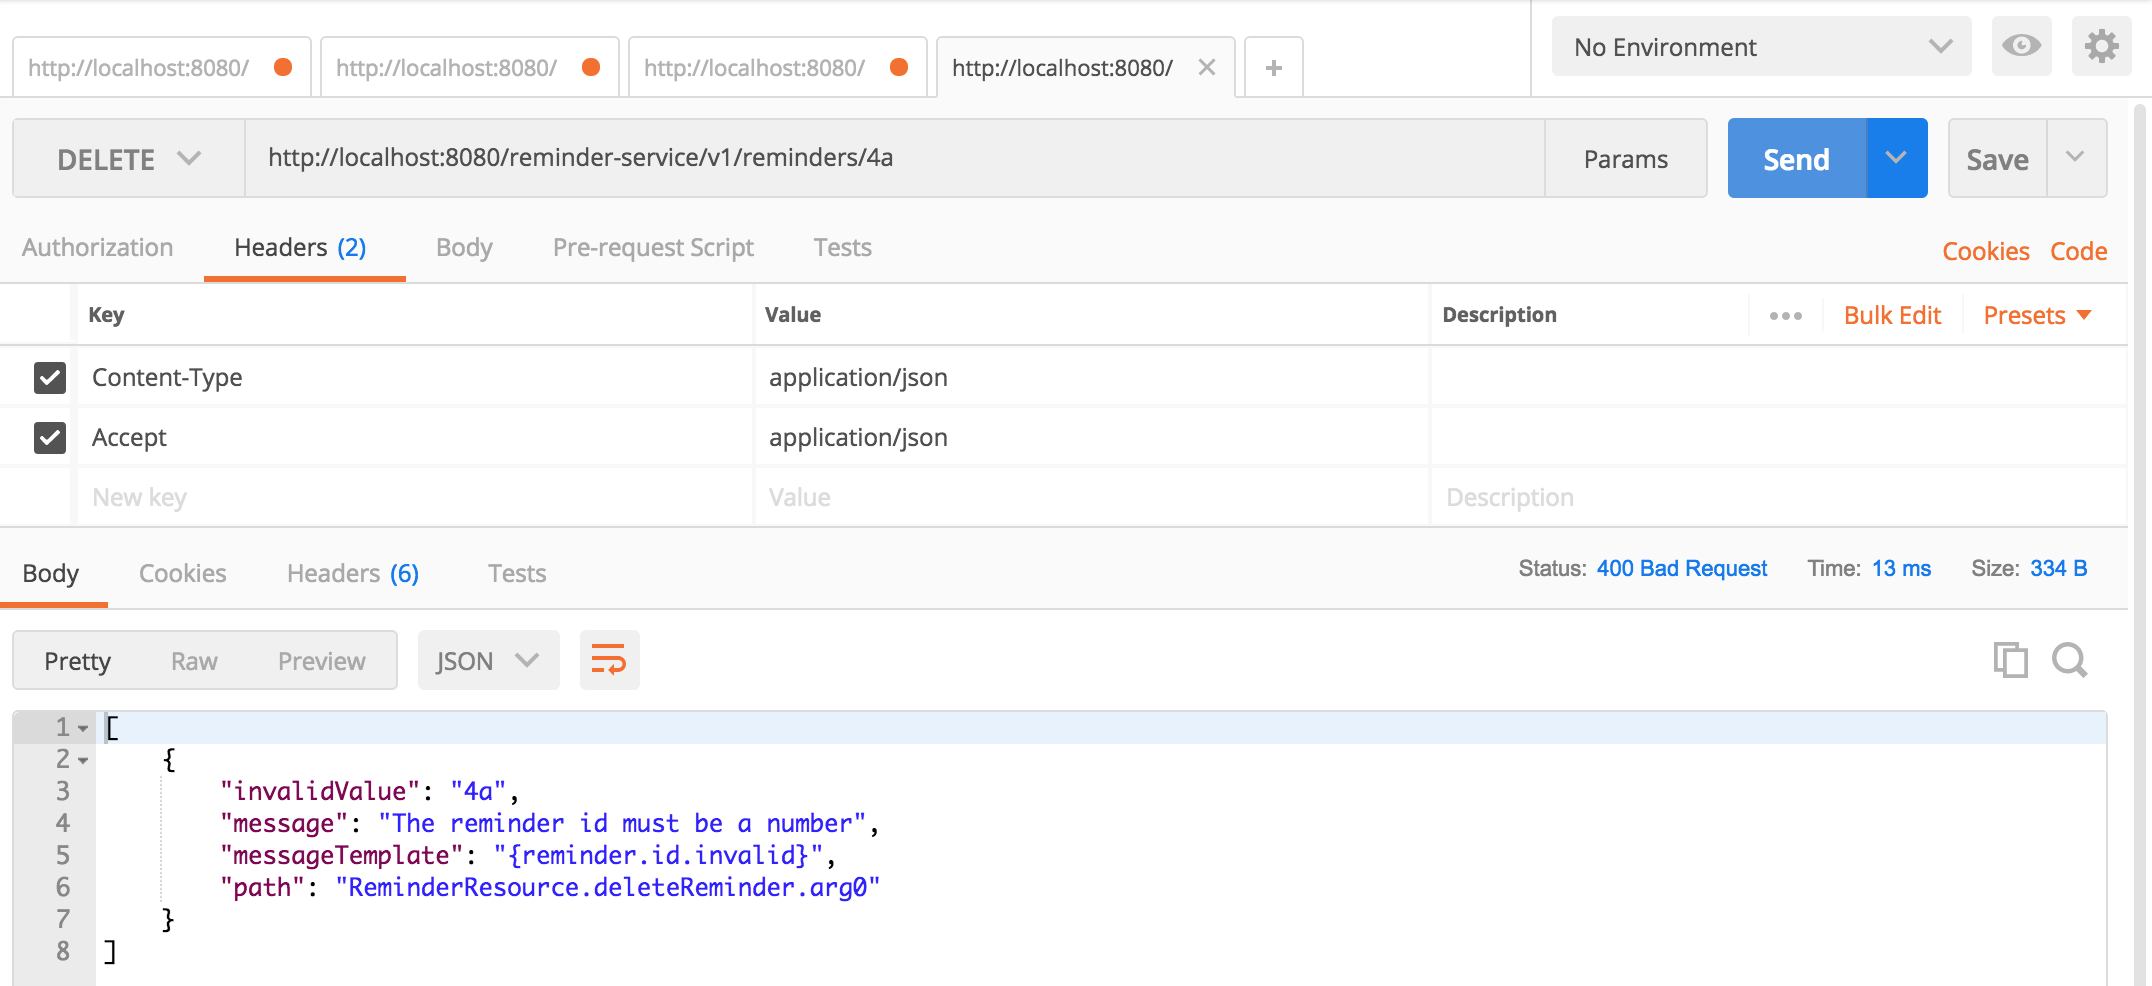 http://localhost:8080/ http://localhost:8080/ http://localhost:8080/ http://localhost:8080/ No Environment
DELETE http://localhost:8080/reminder-service/v1/reminders/4a Params Send Save
Authorization Headers (2) Body Pre-request Script Tests Cookies Code
Key Value Description ••• Bulk Edit Presets
Content-Type application/json
Accept application/json
New key Value Description
Body Cookies Headers (6) Tests Status: 400 Bad Request Time: 13 ms Size: 334 B
Pretty Raw Preview JSON
1 [
2 {
3 "invalidValue": "4a",
4 "message": "The reminder id must be a number",
5 "messageTemplate": "{reminder.id.invalid}",
6 "path": "ReminderResource.deleteReminder.arg0"
7 }
8 ]